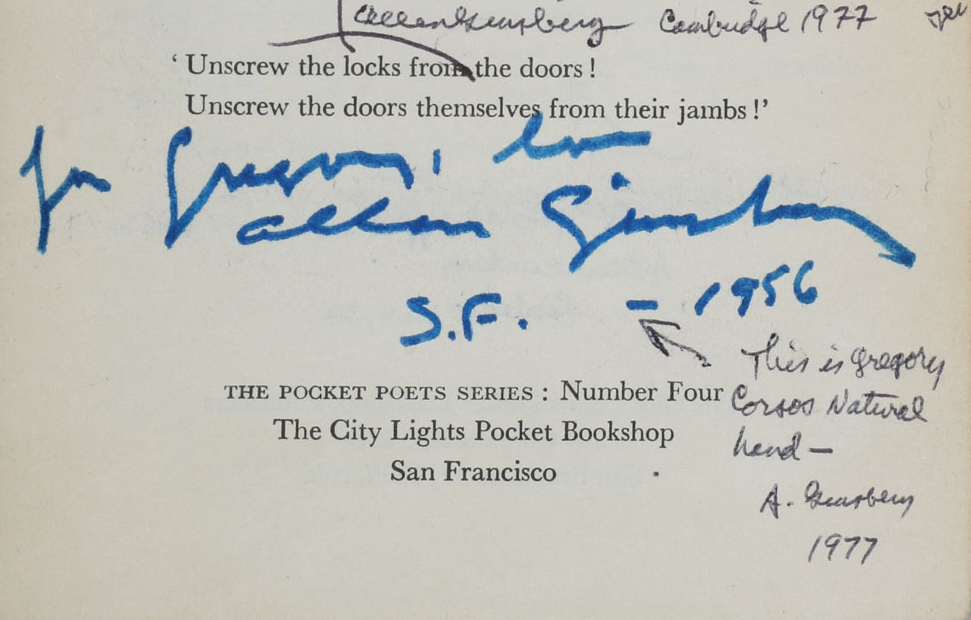 Allen Ginsberg Cambridge 1977
‘Unscrew the locks from the doors!
Unscrew the doors themselves from their jambs!’
for Gregory, love
Allen Ginsberg
S.F. – 1956
This is Gregory
Corsos Natural
hand—
THE POCKET POETS SERIES : Number Four
The City Lights Pocket Bookshop
San Francisco
A. Ginsberg
1977